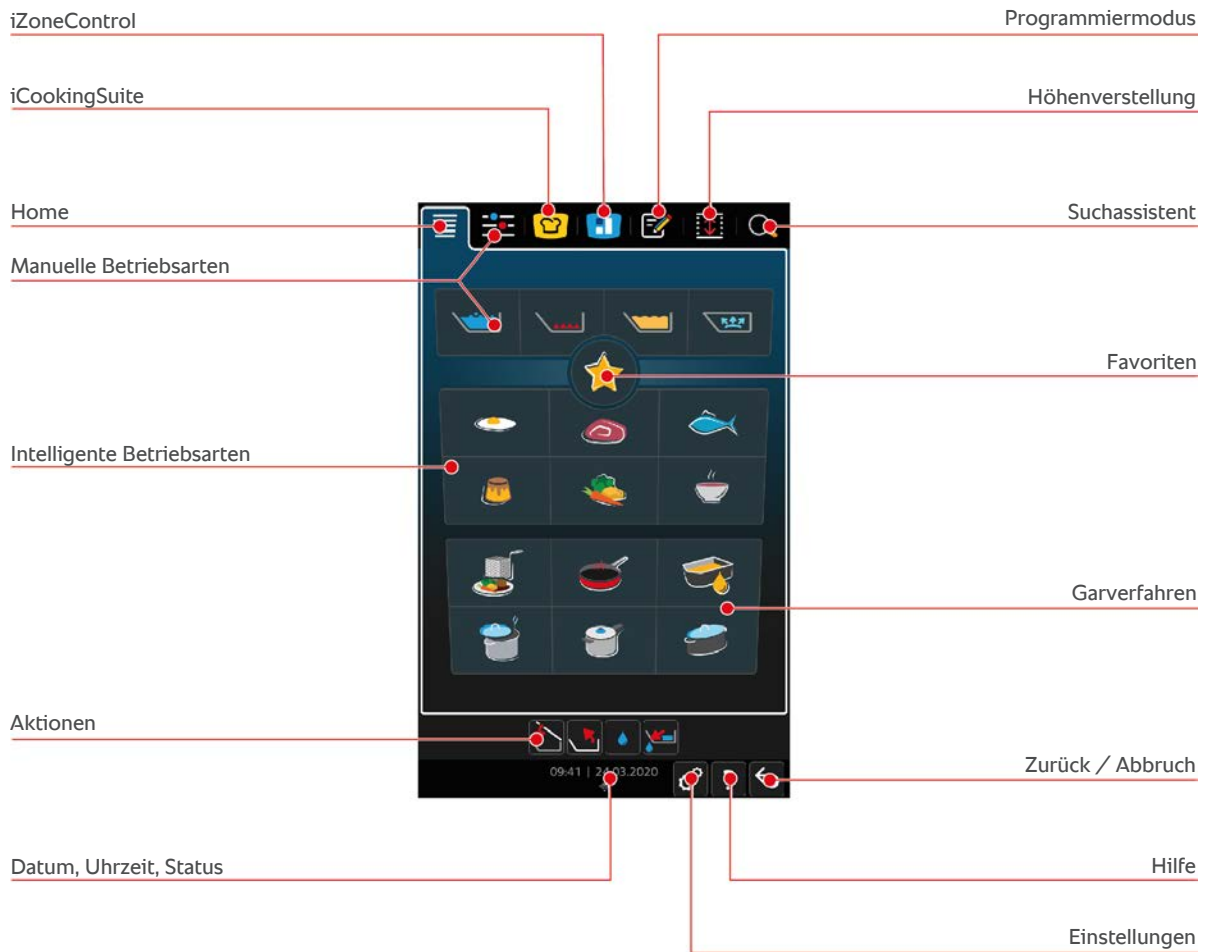 iZoneControl
Programmiermodus
iCookingSuite
Höhenverstellung
Home
Suchassistent
Manuelle Betriebsarten
Favoriten
Intelligente Betriebsarten
Garverfahren
Aktionen
09:41 | 24.03.2020
Zurück / Abbruch
Datum, Uhrzeit, Status
Hilfe
Einstellungen